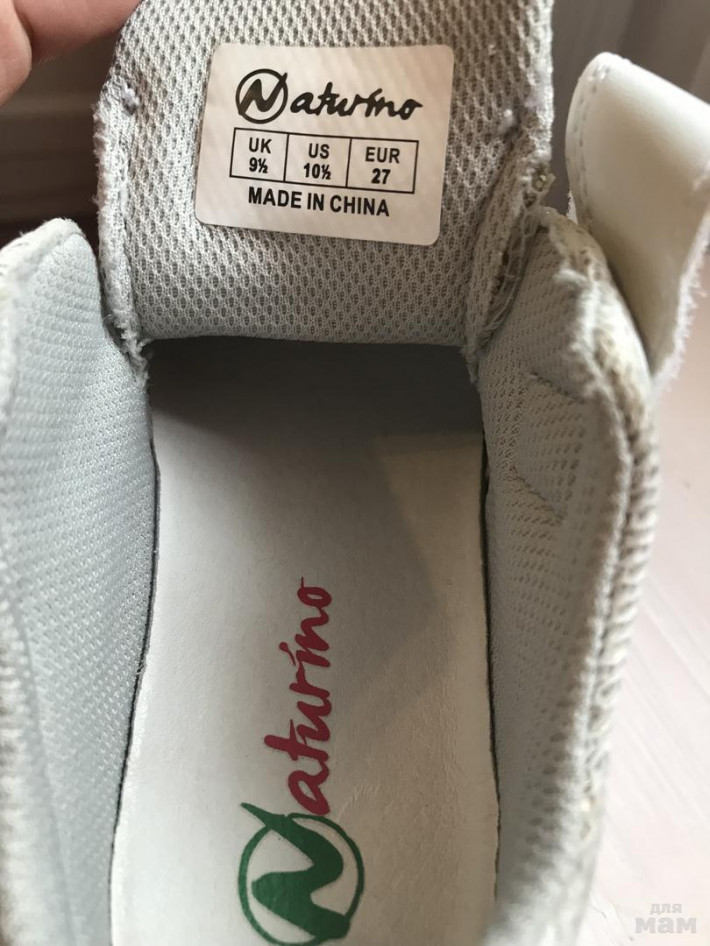 Naturino
UK US EUR
9½ 10½ 27
MADE IN CHINA
Naturino
для
мам